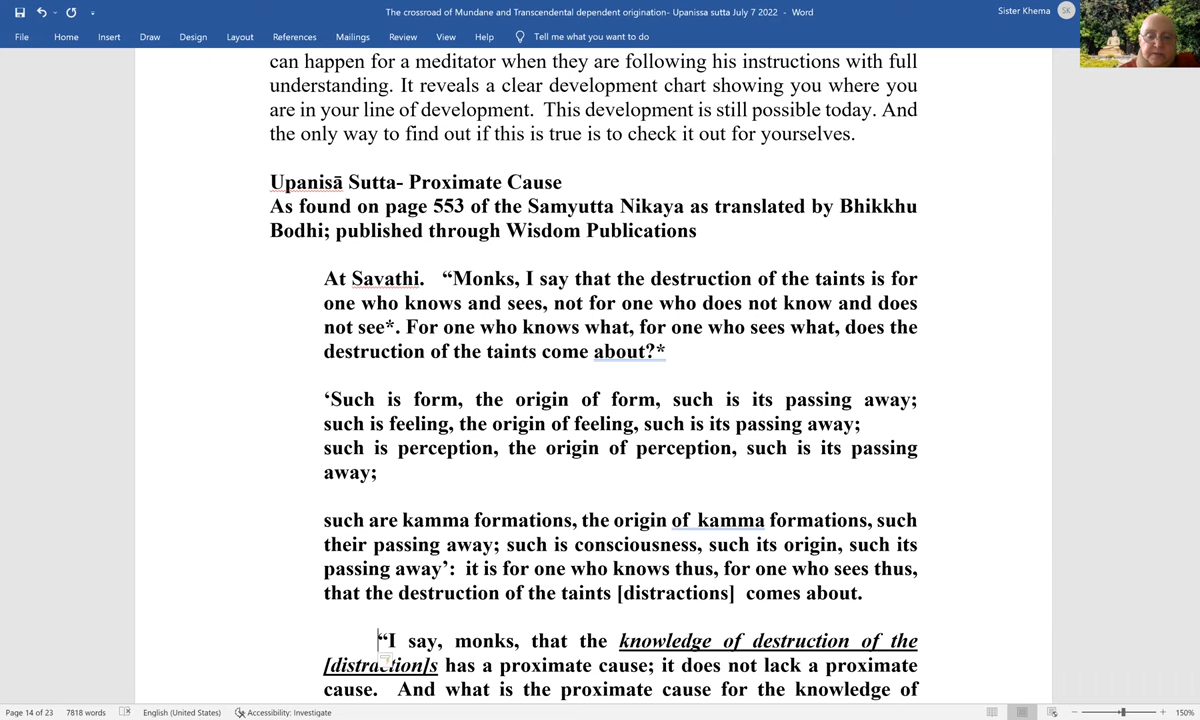 The crossroad of Mundane and Transcendental dependent origination- Upanissa sutta July 7 2022 - Word
Sister Khema
SK
File Home Insert Draw Design Layout References Mailings Review View Help Tell me what you want to do
can happen for a meditator when they are following his instructions with full
understanding. It reveals a clear development chart showing you where you
are in your line of development. This development is still possible today. And
the only way to find out if this is true is to check it out for yourselves.
Upanisā Sutta- Proximate Cause
As found on page 553 of the Samyutta Nikaya as translated by Bhikkhu
Bodhi; published through Wisdom Publications
At Savathi. “Monks, I say that the destruction of the taints is for
one who knows and sees, not for one who does not know and does
not see*. For one who knows what, for one who sees what, does the
destruction of the taints come about?*
‘Such is form, the origin of form, such is its passing away;
such is feeling, the origin of feeling, such is its passing away;
such is perception, the origin of perception, such is its passing
away;
such are kamma formations, the origin of kamma formations, such
their passing away; such is consciousness, such its origin, such its
passing away’: it is for one who knows thus, for one who sees thus,
that the destruction of the taints [distractions] comes about.
“I say, monks, that the knowledge of destruction of the
[distraction]s has a proximate cause; it does not lack a proximate
cause. And what is the proximate cause for the knowledge of
Page 14 of 23 7818 words English (United States) Accessibility: Investigate 150%